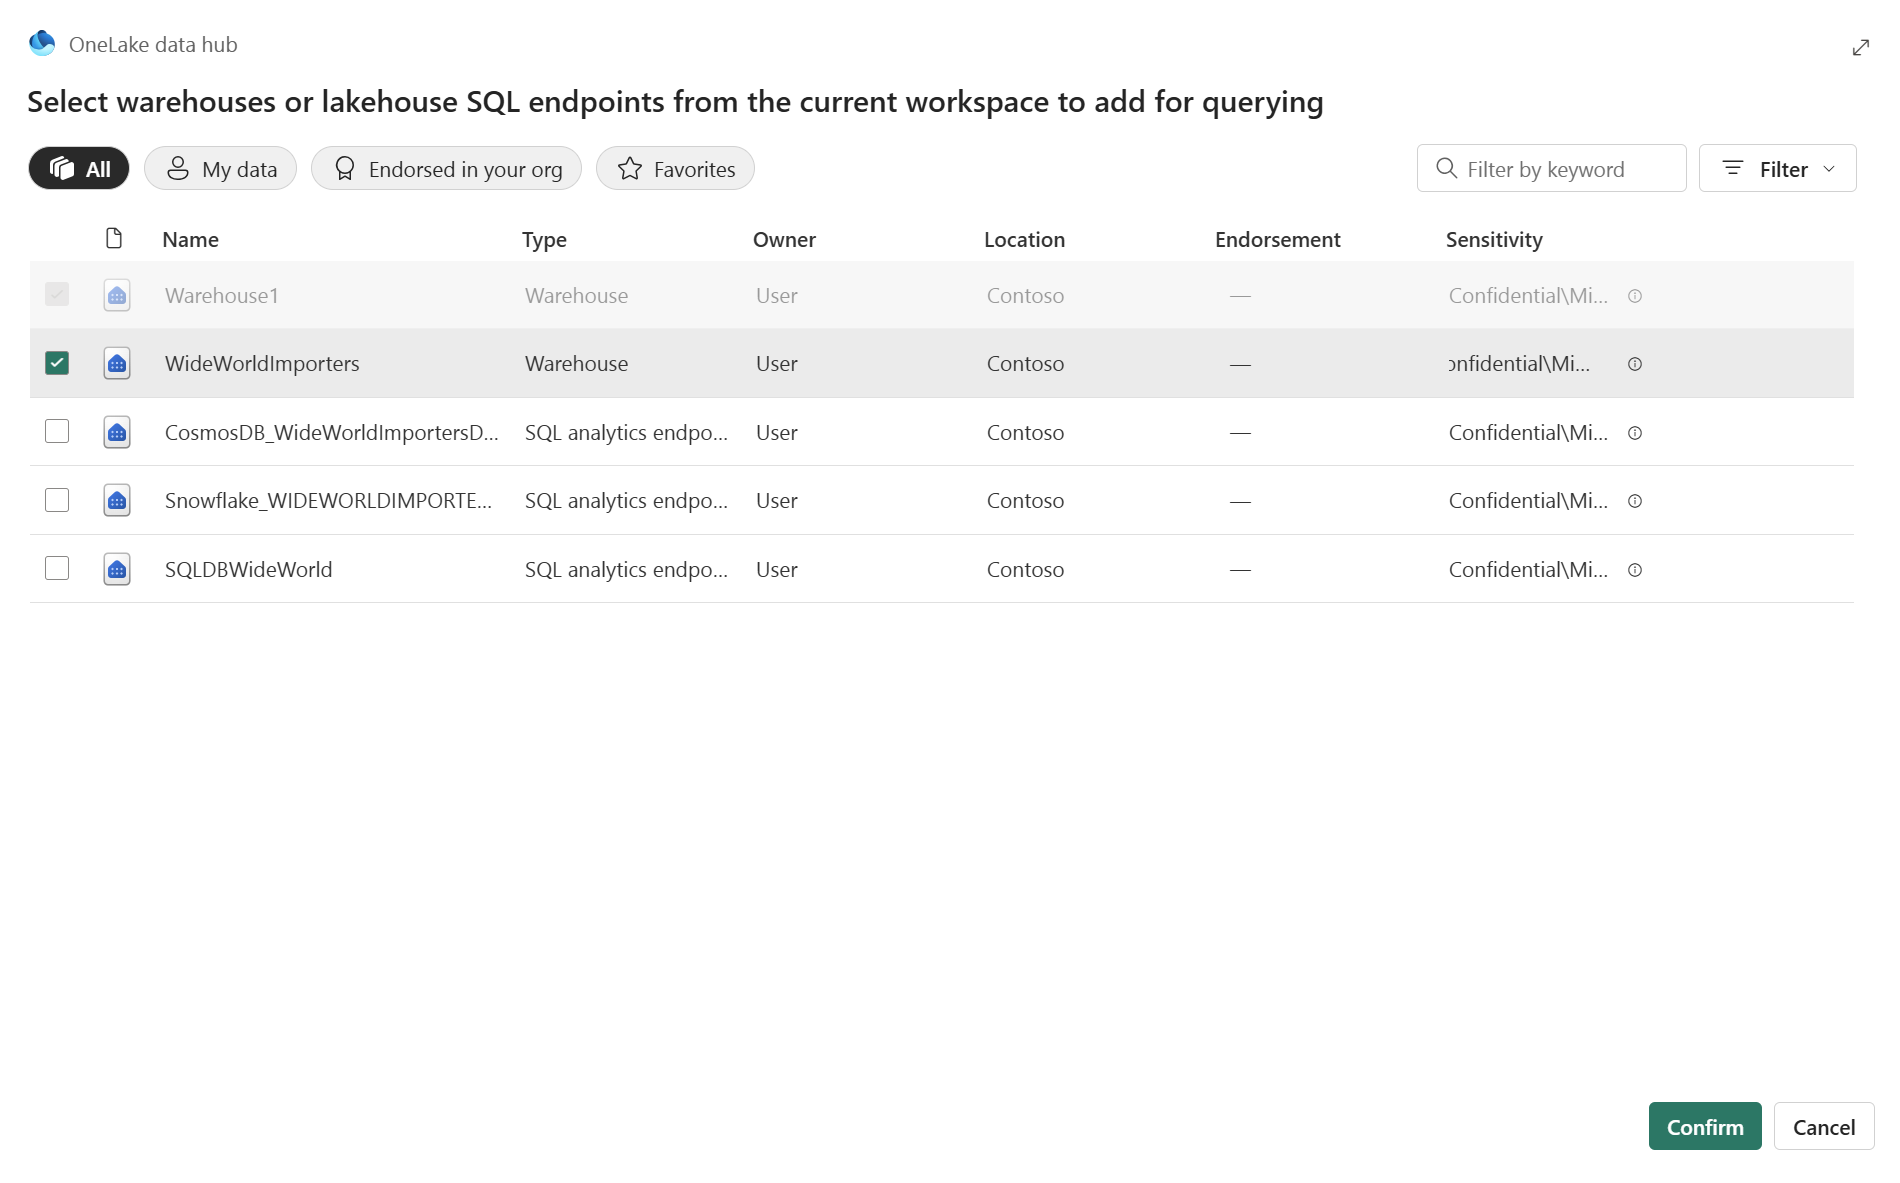 OneLake data hub
Select warehouses or lakehouse SQL endpoints from the current workspace to add for querying
All My data Endorsed in your org Favorites Filter by keyword Filter
Name Type Owner Location Endorsement Sensitivity
Warehouse1 Warehouse User Contoso — Confidential\Mi...
WideWorldImporters Warehouse User Contoso — onfidential\Mi...
CosmosDB_WideWorldImportersD... SQL analytics endpo... User Contoso — Confidential\Mi...
Snowflake_WIDEWORLDIMPORTE... SQL analytics endpo... User Contoso — Confidential\Mi...
SQLDBWideWorld SQL analytics endpo... User Contoso — Confidential\Mi...
Confirm Cancel